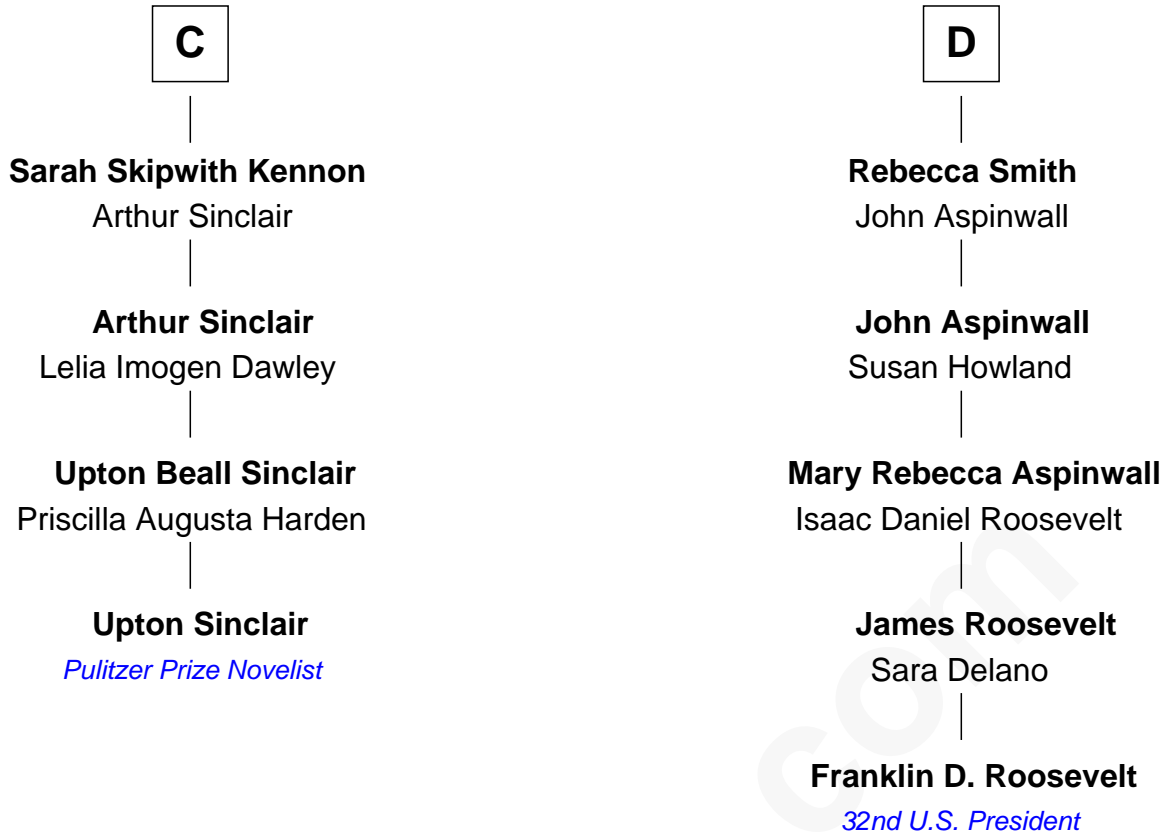 C
Sarah Skipwith Kennon
Arthur Sinclair
Arthur Sinclair
Lelia Imogen Dawley
Upton Beall Sinclair
Priscilla Augusta Harden
Upton Sinclair
Pulitzer Prize Novelist
D
Rebecca Smith
John Aspinwall
John Aspinwall
Susan Howland
Mary Rebecca Aspinwall
Isaac Daniel Roosevelt
James Roosevelt
Sara Delano
Franklin D. Roosevelt
32nd U.S. President
com